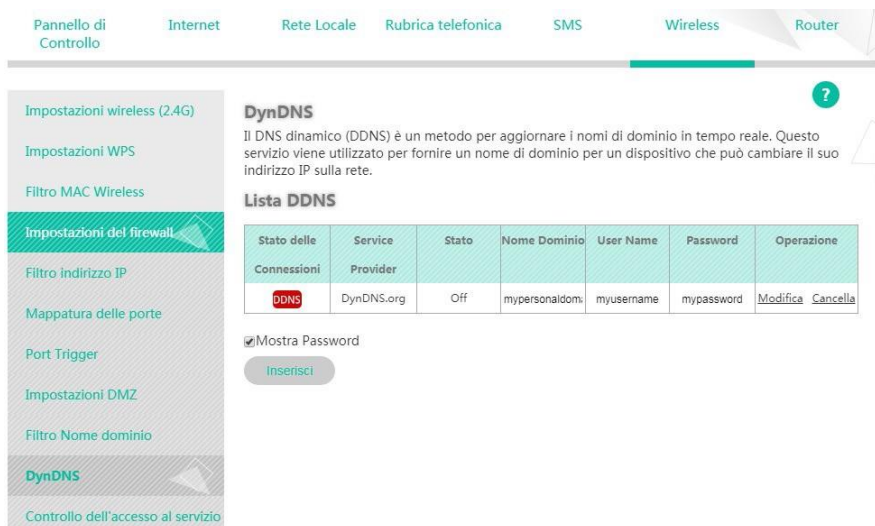 Pannello di Controllo
Internet
Rete Locale
Rubrica telefonica
SMS
Wireless
Router
Impostazioni wireless (2.4G)
Impostazioni WPS
Filtro MAC Wireless
Impostazioni del firewall
Filtro indirizzo IP
Mappatura delle porte
Port Trigger
Impostazioni DMZ
Filtro Nome dominio
DynDNS
Controllo dell'accesso al servizio
?
DynDNS
Il DNS dinamico (DDNS) è un metodo per aggiornare i nomi di dominio in tempo reale. Questo
servizio viene utilizzato per fornire un nome di dominio per un dispositivo che può cambiare il suo
indirizzo IP sulla rete.
Lista DDNS
Stato delle Connessioni
Service Provider
Stato
Nome Dominio
User Name
Password
Operazione
DDNS
DynDNS.org
Off
mypersonaldom
myusername
mypassword
Modifica Cancella
Mostra Password
Inserisci